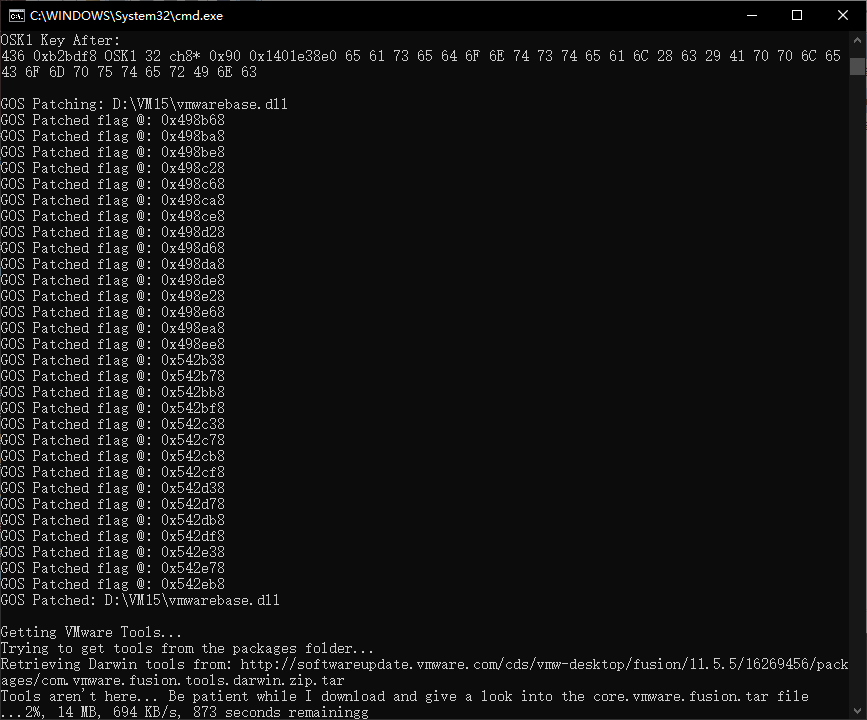 C:\WINDOWS\System32\cmd.exe
OSK1 Key After:
436 0xb2bdf8 OSK1 32 ch8* 0x90 0x1401e38e0 65 61 73 65 64 6F 6E 74 73 74 65 61 6C 28 63 29 41 70 70 6C 65
43 6F 6D 70 75 74 65 72 49 6E 63
GOS Patching: D:\VM15\vmwarebase.dll
GOS Patched flag @: 0x498b68
GOS Patched flag @: 0x498ba8
GOS Patched flag @: 0x498be8
GOS Patched flag @: 0x498c28
GOS Patched flag @: 0x498c68
GOS Patched flag @: 0x498ca8
GOS Patched flag @: 0x498ce8
GOS Patched flag @: 0x498d28
GOS Patched flag @: 0x498d68
GOS Patched flag @: 0x498da8
GOS Patched flag @: 0x498de8
GOS Patched flag @: 0x498e28
GOS Patched flag @: 0x498e68
GOS Patched flag @: 0x498ea8
GOS Patched flag @: 0x498ee8
GOS Patched flag @: 0x542b38
GOS Patched flag @: 0x542b78
GOS Patched flag @: 0x542bb8
GOS Patched flag @: 0x542bf8
GOS Patched flag @: 0x542c38
GOS Patched flag @: 0x542c78
GOS Patched flag @: 0x542cb8
GOS Patched flag @: 0x542cf8
GOS Patched flag @: 0x542d38
GOS Patched flag @: 0x542d78
GOS Patched flag @: 0x542db8
GOS Patched flag @: 0x542df8
GOS Patched flag @: 0x542e38
GOS Patched flag @: 0x542e78
GOS Patched flag @: 0x542eb8
GOS Patched: D:\VM15\vmwarebase.dll
Getting VMware Tools...
Trying to get tools from the packages folder...
Retrieving Darwin tools from: http://softwareupdate.vmware.com/cds/vmw-desktop/fusion/11.5.5/16269456/pack
ages/com.vmware.fusion.tools.darwin.zip.tar
Tools aren't here... Be patient while I download and give a look into the core.vmware.fusion.tar file
...2%, 14 MB, 694 KB/s, 873 seconds remainingg